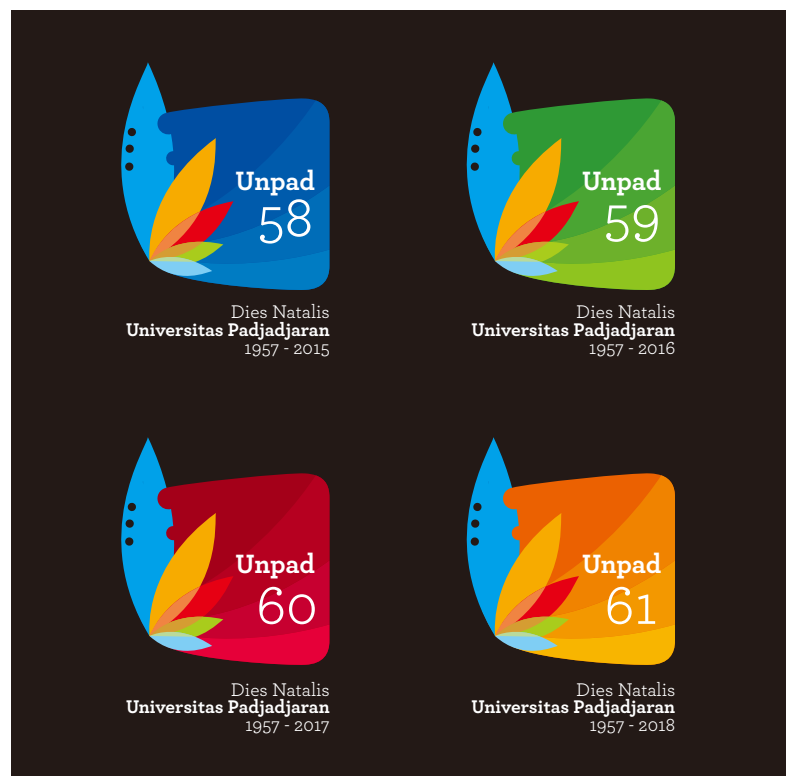 Unpad
58
Dies Natalis
Universitas Padjadjaran
1957 - 2015
Unpad
59
Dies Natalis
Universitas Padjadjaran
1957 - 2016
Unpad
60
Dies Natalis
Universitas Padjadjaran
1957 - 2017
Unpad
61
Dies Natalis
Universitas Padjadjaran
1957 - 2018